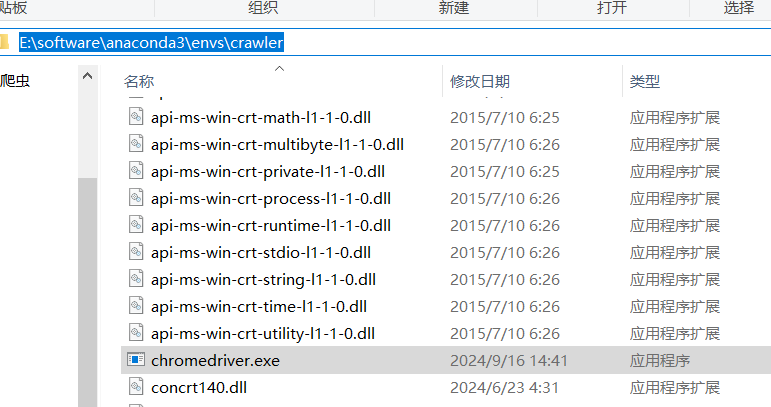 贴板 组织 新建 打开 选择
E:\software\anaconda3\envs\crawler
爬虫
名称 修改日期 类型
api-ms-win-crt-math-l1-1-0.dll 2015/7/10 6:25 应用程序扩展
api-ms-win-crt-multibyte-l1-1-0.dll 2015/7/10 6:26 应用程序扩展
api-ms-win-crt-private-l1-1-0.dll 2015/7/10 6:25 应用程序扩展
api-ms-win-crt-process-l1-1-0.dll 2015/7/10 6:26 应用程序扩展
api-ms-win-crt-runtime-l1-1-0.dll 2015/7/10 6:26 应用程序扩展
api-ms-win-crt-stdio-l1-1-0.dll 2015/7/10 6:26 应用程序扩展
api-ms-win-crt-string-l1-1-0.dll 2015/7/10 6:26 应用程序扩展
api-ms-win-crt-time-l1-1-0.dll 2015/7/10 6:26 应用程序扩展
api-ms-win-crt-utility-l1-1-0.dll 2015/7/10 6:26 应用程序扩展
chromedriver.exe 2024/9/16 14:41 应用程序
concrt140.dll 2024/6/23 4:31 应用程序扩展